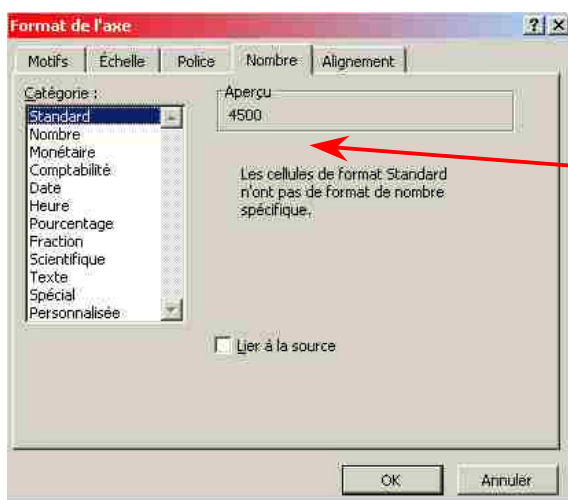 Format de l'axe
Motifs Échelle Police Nombre Alignement
Catégorie :
Standard
Nombre
Monétaire
Comptabilité
Date
Heure
Pourcentage
Fraction
Scientifique
Texte
Spécial
Personnalisée
Aperçu
4500
Les cellules de format Standard
n'ont pas de format de nombre
spécifique.
Lier à la source
OK Annuler